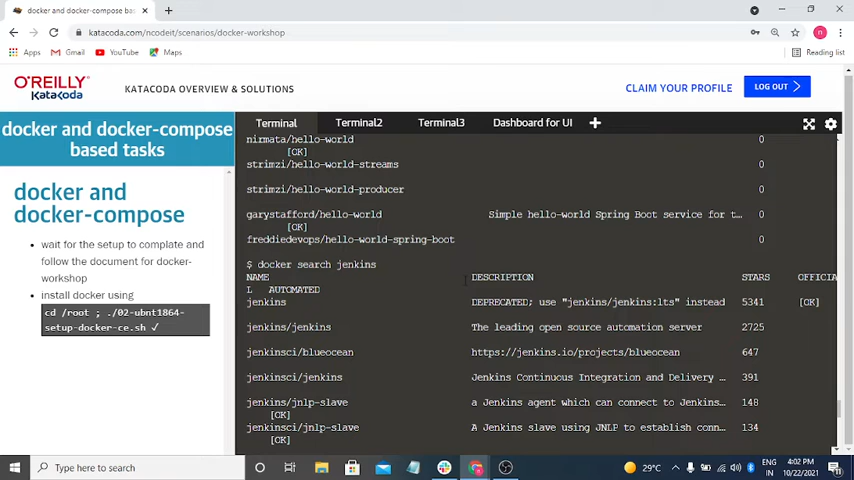 docker and docker-compose based t
katacoda.com/ncodeit/scenarios/docker-workshop
n
Apps
Gmail
YouTube
Maps
Reading list
O'REILLY
Katacoda
KATACODA OVERVIEW & SOLUTIONS
CLAIM YOUR PROFILE
LOG OUT
docker and docker-compose
based tasks
docker and
docker-compose
wait for the setup to complate and
follow the document for docker-
workshop
install docker using
cd /root ; ./02-ubnt1864-
setup-docker-ce.sh ✓
Terminal
Terminal2
Terminal3
Dashboard for UI
+
nirmata/hello-world 0
[OK]
strimzi/hello-world-streams 0
strimzi/hello-world-producer 0
garystafford/hello-world Simple hello-world Spring Boot service for t… 0
[OK]
freddiedevops/hello-world-spring-boot 0
$ docker search jenkins
NAME DESCRIPTION STARS OFFICIA
L AUTOMATED
jenkins DEPRECATED; use "jenkins/jenkins:lts" instead 5341 [OK]
jenkins/jenkins The leading open source automation server 2725
jenkinsci/blueocean https://jenkins.io/projects/blueocean 647
jenkinsci/jenkins Jenkins Continuous Integration and Delivery … 391
jenkins/jnlp-slave a Jenkins agent which can connect to Jenkins… 148
[OK]
jenkinsci/jnlp-slave A Jenkins slave using JNLP to establish conn… 134
[OK]
Type here to search
29°C
ENG
IN
4:02 PM
10/22/2021